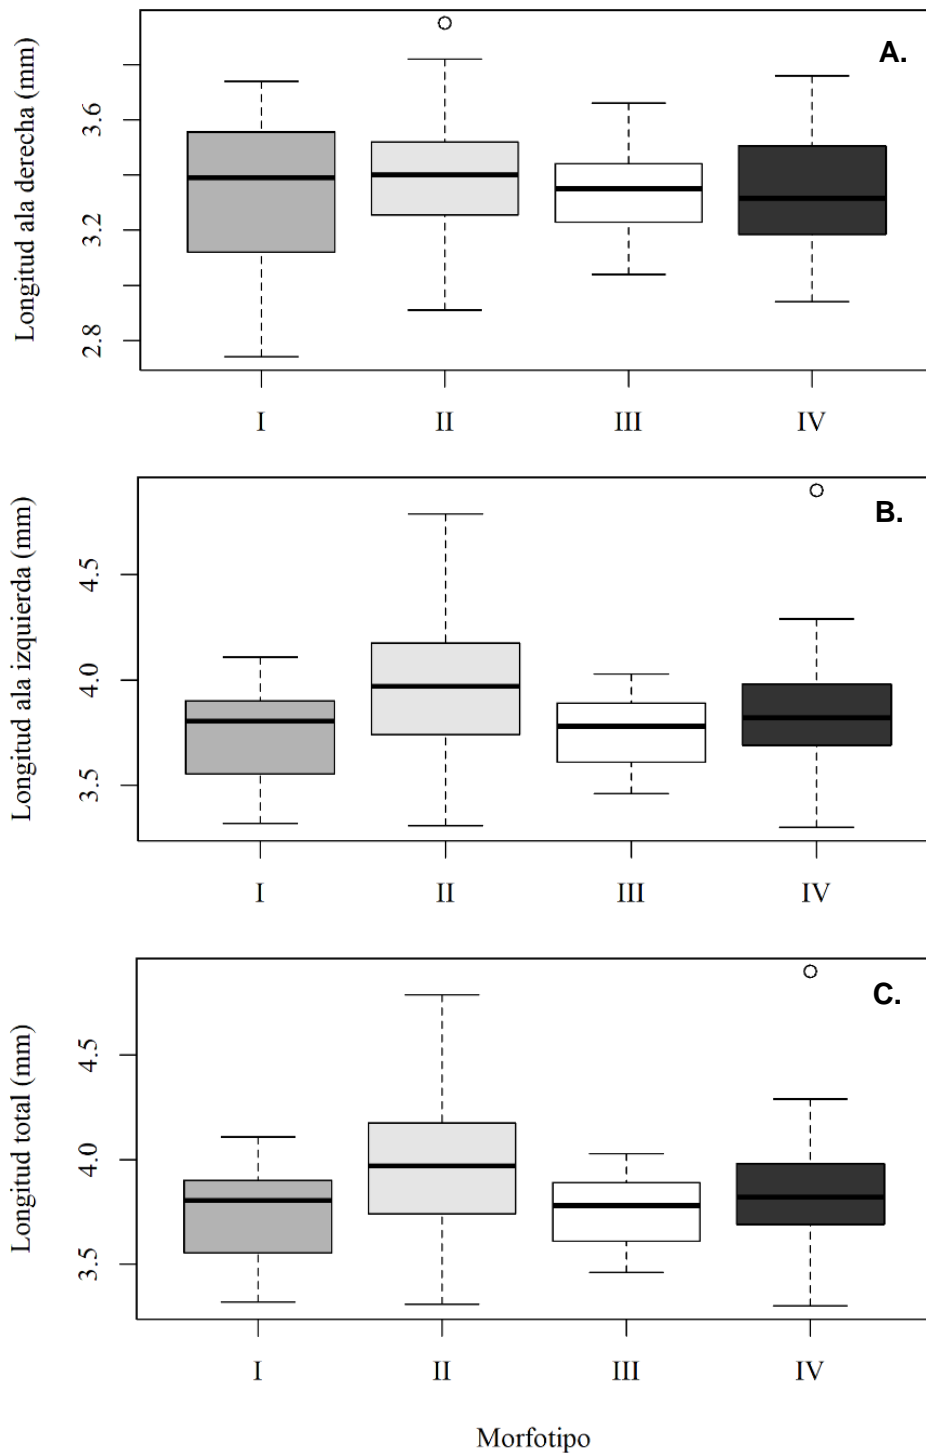 A.
Longitud ala derecha (mm)
3.6
3.2
2.8
I II III IV
B.
Longitud ala izquierda (mm)
4.5
4.0
3.5
I II III IV
C.
Longitud total (mm)
4.5
4.0
3.5
I II III IV
Morfotipo